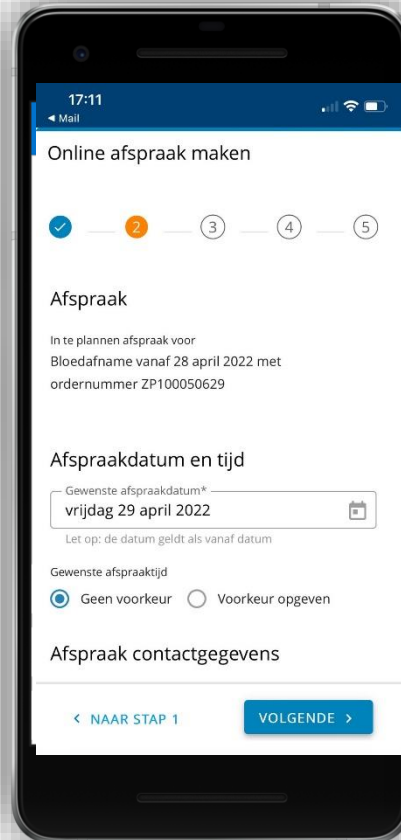 17:11
◀ Mail
Online afspraak maken
2 3 4 5
Afspraak
In te plannen afspraak voor
Bloedafname vanaf 28 april 2022 met
ordernummer ZP100050629
Afspraakdatum en tijd
Gewenste afspraakdatum*
vrijdag 29 april 2022
Let op: de datum geldt als vanaf datum
Gewenste afspraaktijd
Geen voorkeur Voorkeur opgeven
Afspraak contactgegevens
< NAAR STAP 1 VOLGENDE >